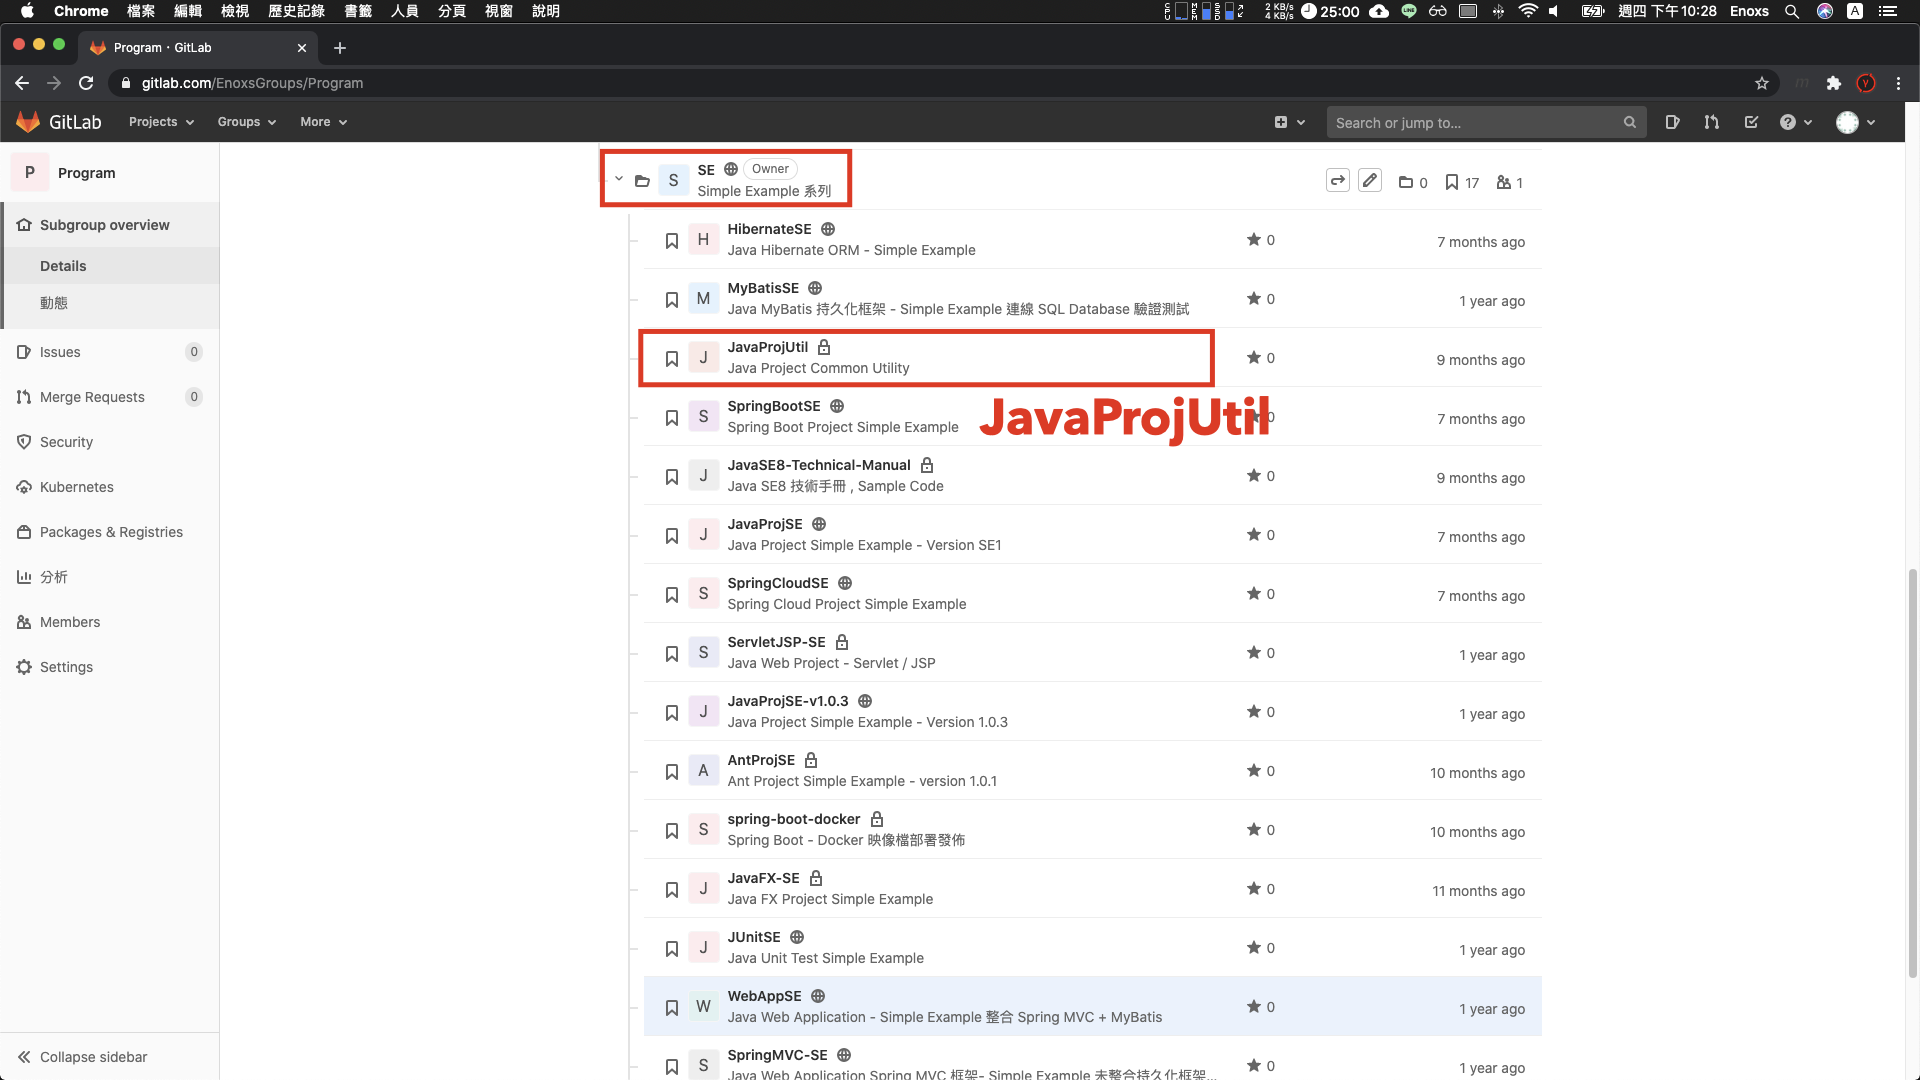 Chrome 檔案 編輯 檢視 歷史記錄 書籤 人員 分頁 視窗 說明
CPU MEM SSD 2 KB/s 4 KB/s 25:00 週四 下午10:28 Enoxs A
Program · GitLab
gitlab.com/EnoxsGroups/Program
GitLab Projects Groups More
Search or jump to...
P Program
Subgroup overview
Details
動態
Issues 0
Merge Requests 0
Security
Kubernetes
Packages & Registries
分析
Members
Settings
Collapse sidebar
S SE Owner
Simple Example 系列
0 17 1
H HibernateSE
Java Hibernate ORM - Simple Example
0 7 months ago
M MyBatisSE
Java MyBatis 持久化框架 - Simple Example 連線 SQL Database 驗證測試
0 1 year ago
J JavaProjUtil
Java Project Common Utility
0 9 months ago
JavaProjUtil
S SpringBootSE
Spring Boot Project Simple Example
0 7 months ago
J JavaSE8-Technical-Manual
Java SE8 技術手冊 , Sample Code
0 9 months ago
J JavaProjSE
Java Project Simple Example - Version SE1
0 7 months ago
S SpringCloudSE
Spring Cloud Project Simple Example
0 7 months ago
S ServletJSP-SE
Java Web Project - Servlet / JSP
0 1 year ago
J JavaProjSE-v1.0.3
Java Project Simple Example - Version 1.0.3
0 1 year ago
A AntProjSE
Ant Project Simple Example - version 1.0.1
0 10 months ago
S spring-boot-docker
Spring Boot - Docker 映像檔部署發佈
0 10 months ago
J JavaFX-SE
Java FX Project Simple Example
0 11 months ago
J JUnitSE
Java Unit Test Simple Example
0 1 year ago
W WebAppSE
Java Web Application - Simple Example 整合 Spring MVC + MyBatis
0 1 year ago
S SpringMVC-SE
Java Web Application Spring MVC 框架- Simple Example 未整合持久化框架...
0 1 year ago